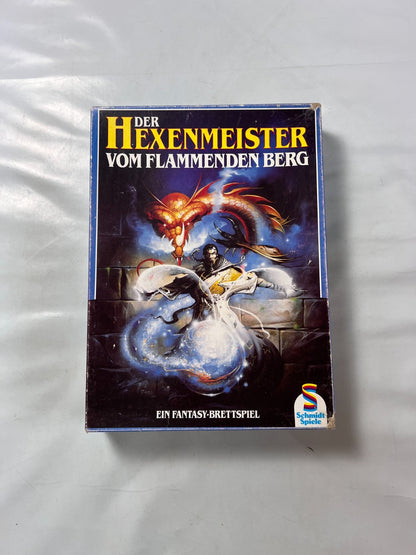 DER
HEXENMEISTER
VOM FLAMMENDEN BERG
EIN FANTASY-BRETTSPIEL
S
Schmidt
Spiele